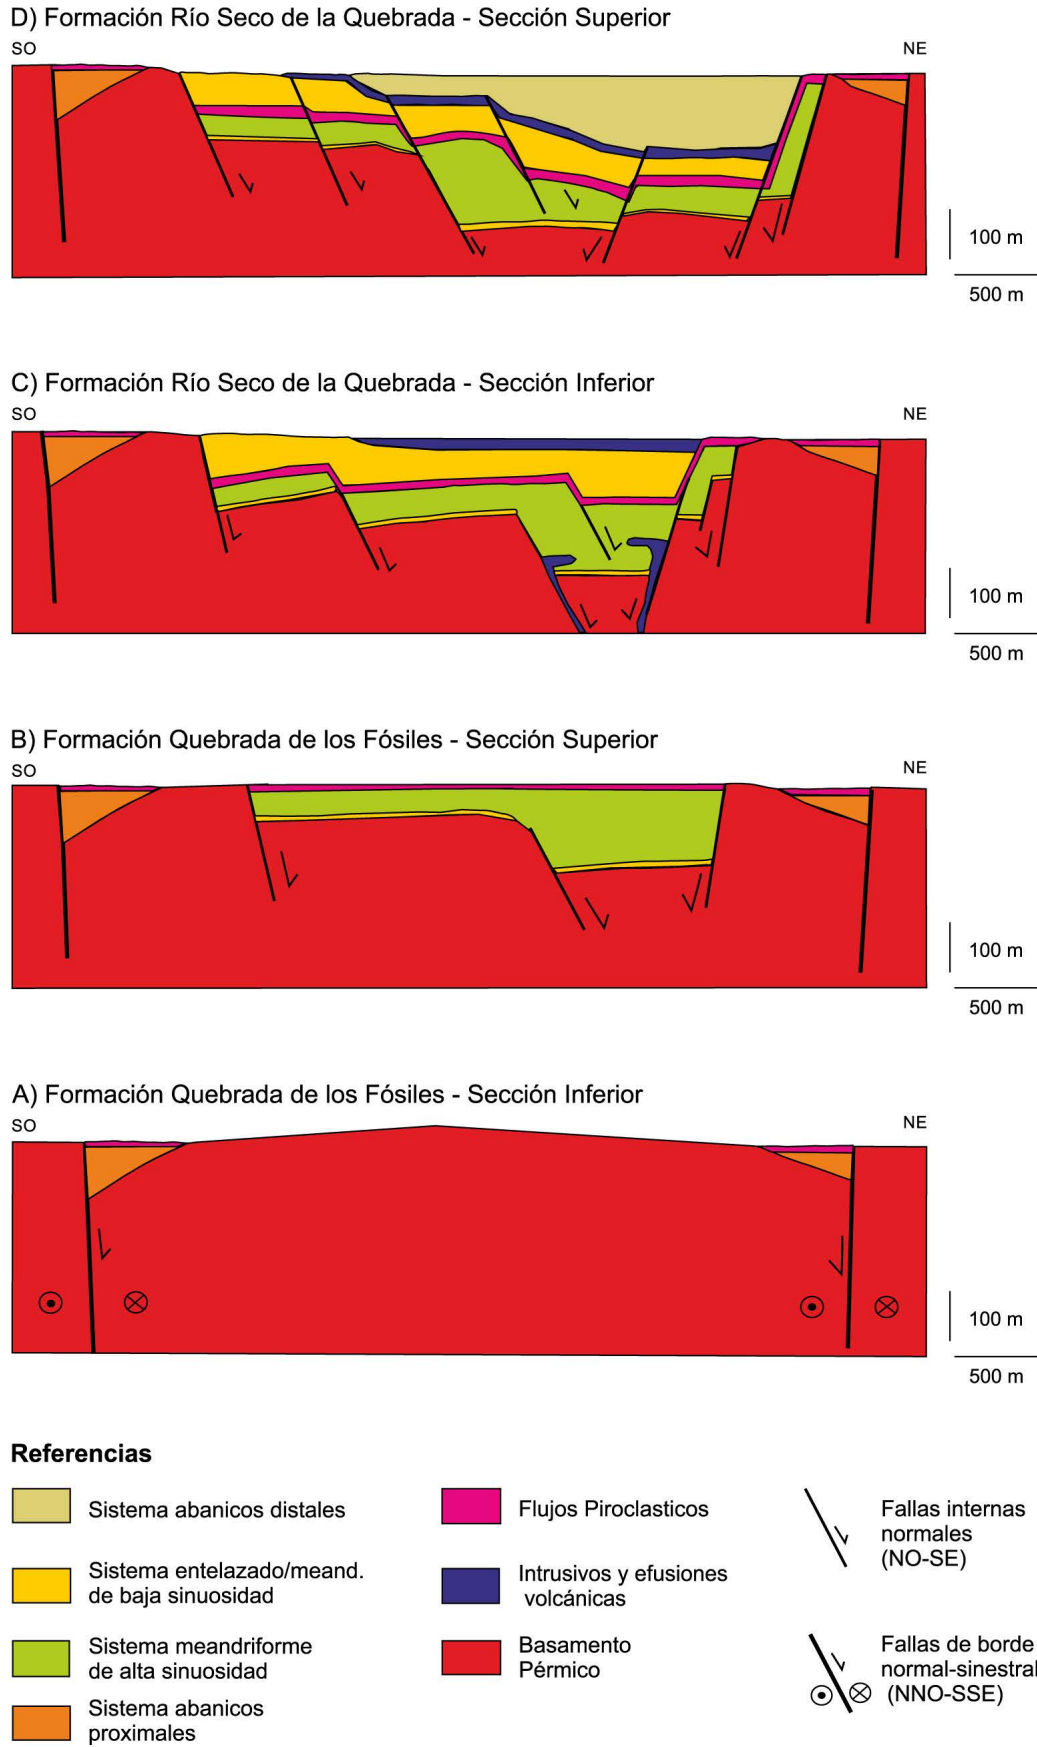 D) Formación Río Seco de la Quebrada - Sección Superior
SO
NE
100 m
500 m
C) Formación Río Seco de la Quebrada - Sección Inferior
SO
NE
100 m
500 m
B) Formación Quebrada de los Fósiles - Sección Superior
SO
NE
100 m
500 m
A) Formación Quebrada de los Fósiles - Sección Inferior
SO
NE
100 m
500 m
Referencias
Sistema abanicos distales
Sistema entelazado/meand.
de baja sinuosidad
Sistema meandriforme
de alta sinuosidad
Sistema abanicos
proximales
Flujos Piroclasticos
Intrusivos y efusiones
volcánicas
Basamento
Pérmico
Fallas internas
normales
(NO-SE)
Fallas de borde
normal-sinestral
(NNO-SSE)